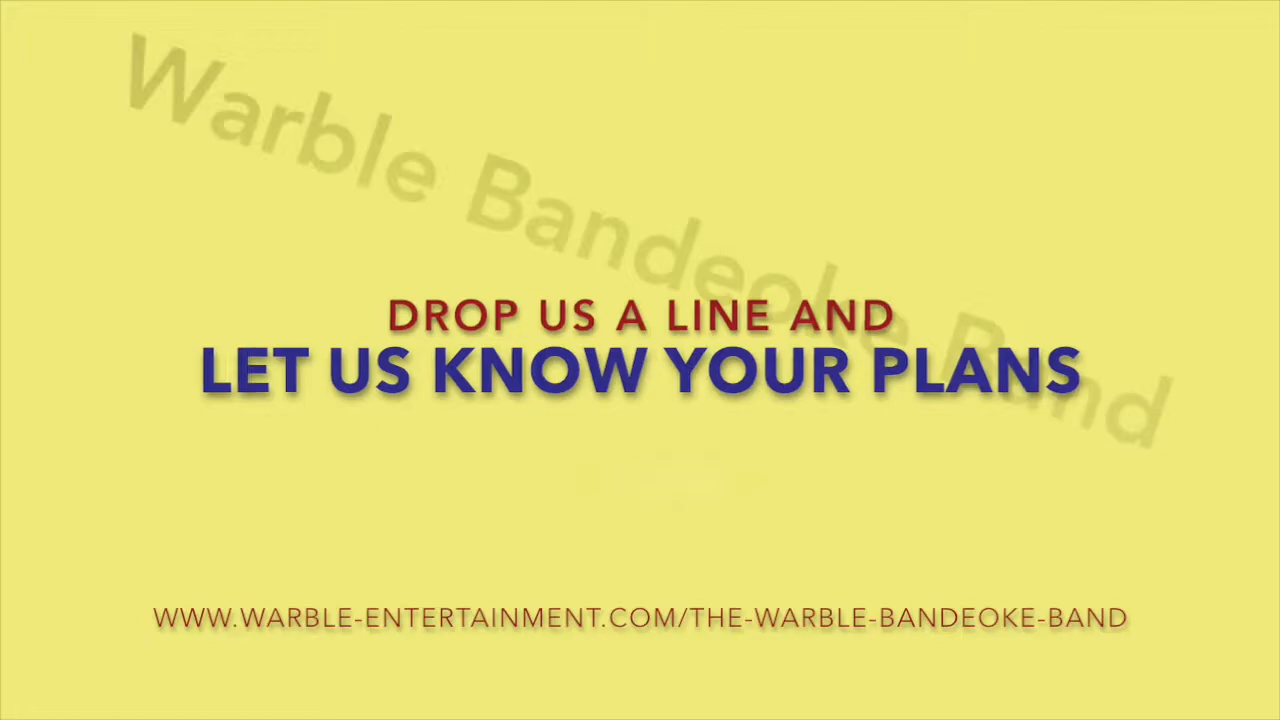 Warble Bandeoke Band
DROP US A LINE AND
LET US KNOW YOUR PLANS
WWW.WARBLE-ENTERTAINMENT.COM/THE-WARBLE-BANDEOKE-BAND